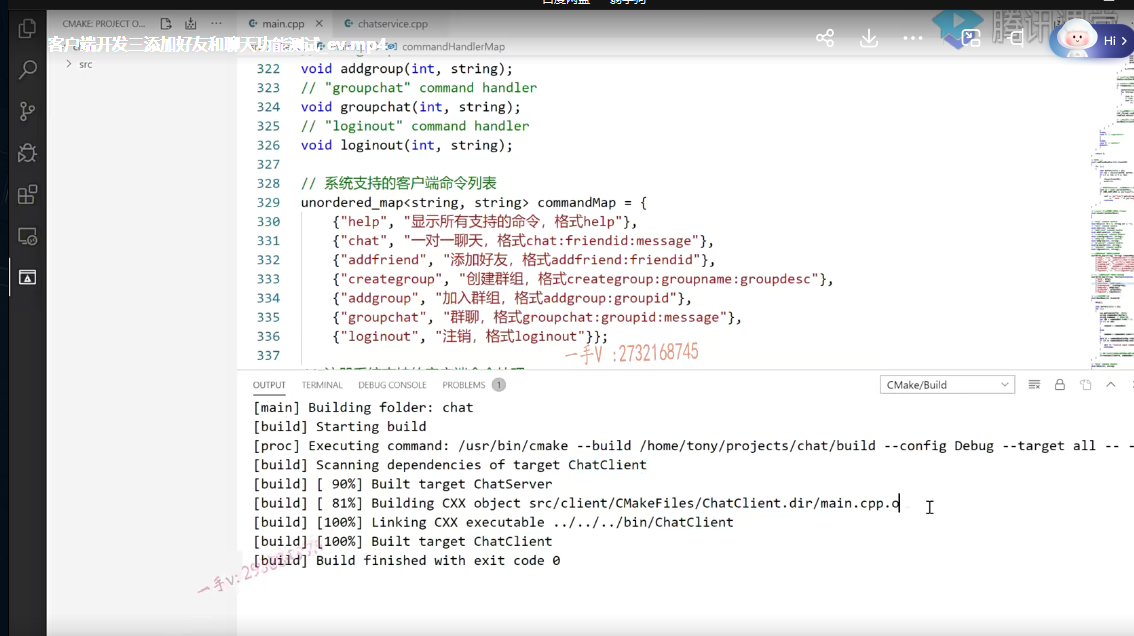 CMAKE: PROJECT O...
main.cpp
chatservice.cpp
客户端开发三添加好友和聊天功能测试_ev.mp4
commandHandlerMap
腾讯课堂
Hi
src
322 void addgroup(int, string);
323 // "groupchat" command handler
324 void groupchat(int, string);
325 // "loginout" command handler
326 void loginout(int, string);
327
328 // 系统支持的客户端命令列表
329 unordered_map<string, string> commandMap = {
330 {"help", "显示所有支持的命令，格式help"},
331 {"chat", "一对一聊天，格式chat:friendid:message"},
332 {"addfriend", "添加好友，格式addfriend:friendid"},
333 {"creategroup", "创建群组，格式creategroup:groupname:groupdesc"},
334 {"addgroup", "加入群组，格式addgroup:groupid"},
335 {"groupchat", "群聊，格式groupchat:groupid:message"},
336 {"loginout", "注销，格式loginout"}};
337
一手V :2732168745
OUTPUT TERMINAL DEBUG CONSOLE PROBLEMS 1
CMake/Build
[main] Building folder: chat
[build] Starting build
[proc] Executing command: /usr/bin/cmake --build /home/tony/projects/chat/build --config Debug --target all -- -
[build] Scanning dependencies of target ChatClient
[build] [ 90%] Built target ChatServer
[build] [ 81%] Building CXX object src/client/CMakeFiles/ChatClient.dir/main.cpp.o
[build] [100%] Linking CXX executable ../../../bin/ChatClient
[build] [100%] Built target ChatClient
[build] Build finished with exit code 0
一手V: